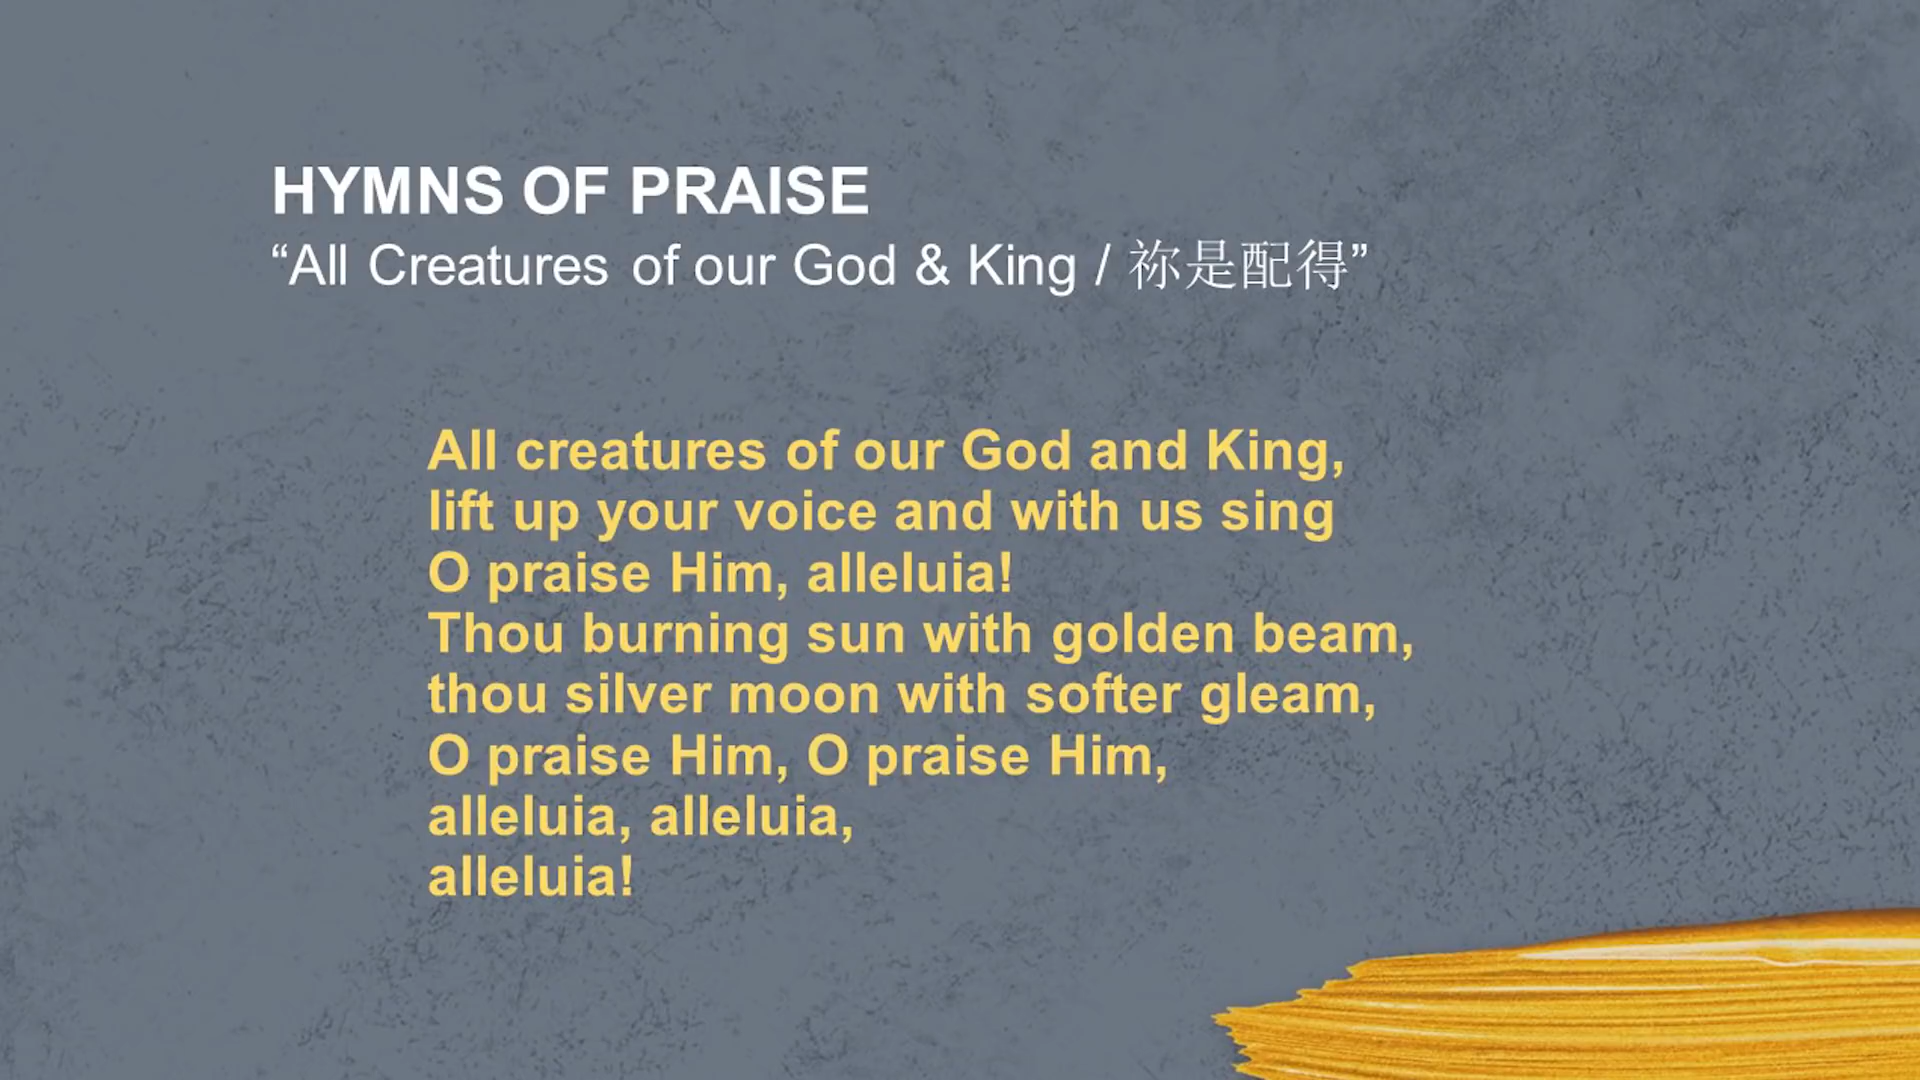 HYMNS OF PRAISE
“All Creatures of our God & King / 祢是配得”
All creatures of our God and King,
lift up your voice and with us sing
O praise Him, alleluia!
Thou burning sun with golden beam,
thou silver moon with softer gleam,
O praise Him, O praise Him,
alleluia, alleluia,
alleluia!